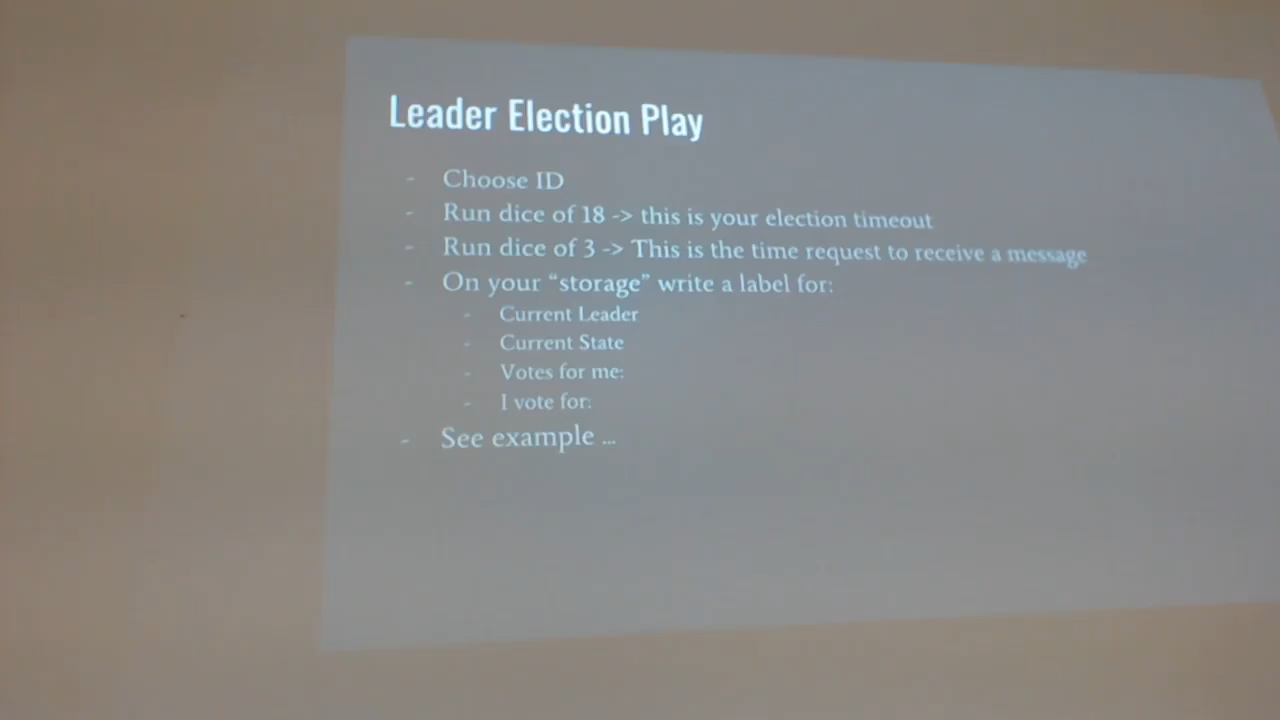 Leader Election Play
- Choose ID
- Run dice of 18 -> this is your election timeout
- Run dice of 3 -> This is the time request to receive a message
- On your “storage” write a label for:
- Current Leader
- Current State
- Votes for me:
- I vote for:
- See example ...